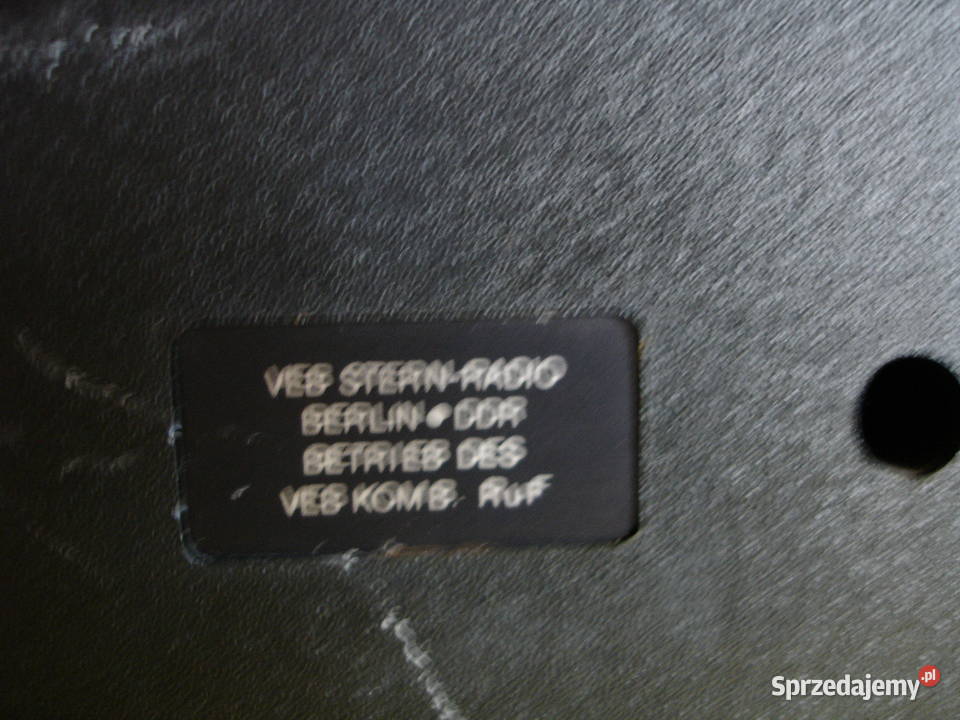 VEB STERN-RADIO
BERLIN • DDR
BETRIEB DES
VEB KOMB. RuF
Sprzedajemy.pl